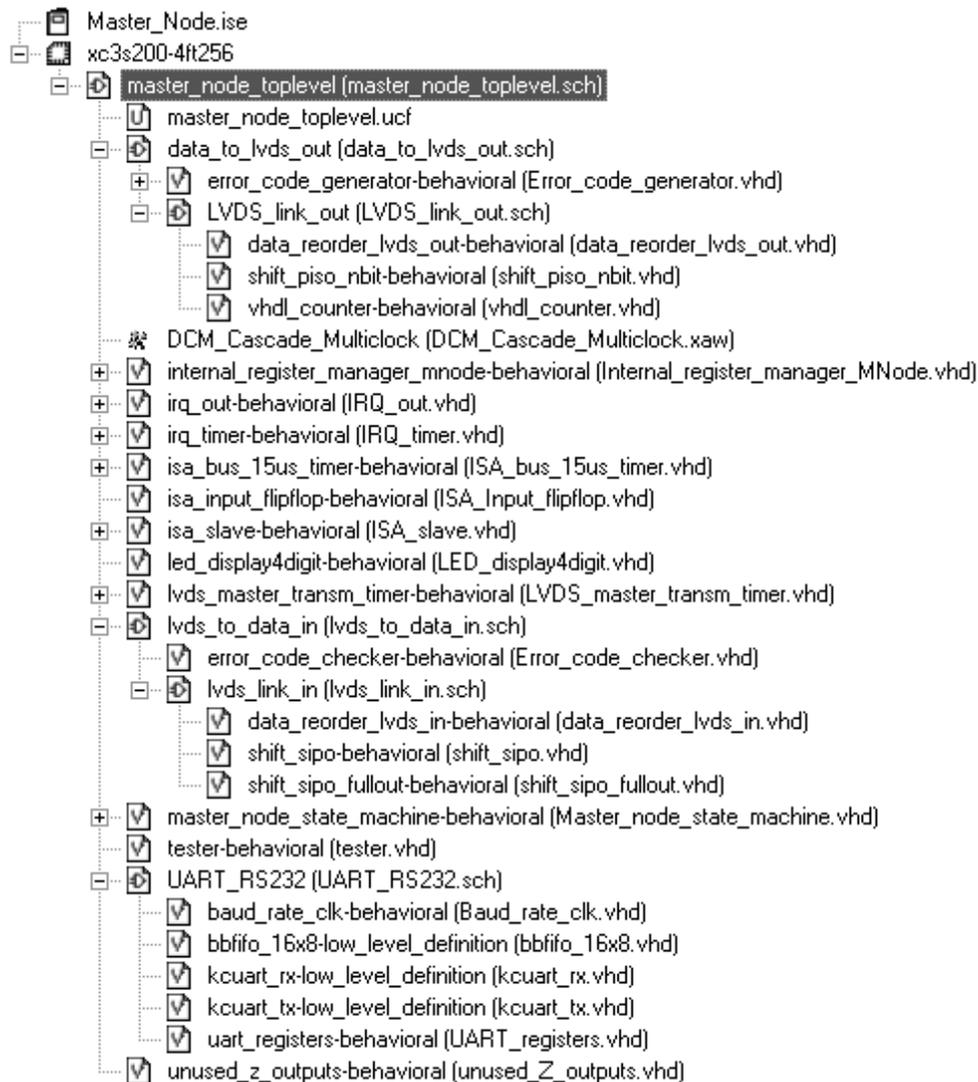 Master_Node.ise
xc3s200-4ft256
master_node_toplevel (master_node_toplevel.sch)
master_node_toplevel.ucf
data_to_lvds_out (data_to_lvds_out.sch)
error_code_generator-behavioral (Error_code_generator.vhd)
LVDS_link_out (LVDS_link_out.sch)
data_reorder_lvds_out-behavioral (data_reorder_lvds_out.vhd)
shift_piso_nbit-behavioral (shift_piso_nbit.vhd)
vhdl_counter-behavioral (vhdl_counter.vhd)
DCM_Cascade_Multiclock (DCM_Cascade_Multiclock.xaw)
internal_register_manager_mnode-behavioral (Internal_register_manager_MNode.vhd)
irq_out-behavioral (IRQ_out.vhd)
irq_timer-behavioral (IRQ_timer.vhd)
isa_bus_15us_timer-behavioral (ISA_bus_15us_timer.vhd)
isa_input_flipflop-behavioral (ISA_Input_flipflop.vhd)
isa_slave-behavioral (ISA_slave.vhd)
led_display4digit-behavioral (LED_display4digit.vhd)
lvds_master_transm_timer-behavioral (LVDS_master_transm_timer.vhd)
lvds_to_data_in (lvds_to_data_in.sch)
error_code_checker-behavioral (Error_code_checker.vhd)
lvds_link_in (lvds_link_in.sch)
data_reorder_lvds_in-behavioral (data_reorder_lvds_in.vhd)
shift_sipo-behavioral (shift_sipo.vhd)
shift_sipo_fullout-behavioral (shift_sipo_fullout.vhd)
master_node_state_machine-behavioral (Master_node_state_machine.vhd)
tester-behavioral (tester.vhd)
UART_RS232 (UART_RS232.sch)
baud_rate_clk-behavioral (Baud_rate_clk.vhd)
bbfifo_16x8-low_level_definition (bbfifo_16x8.vhd)
kcuart_rx-low_level_definition (kcuart_rx.vhd)
kcuart_tx-low_level_definition (kcuart_tx.vhd)
uart_registers-behavioral (UART_registers.vhd)
unused_z_outputs-behavioral (unused_Z_outputs.vhd)